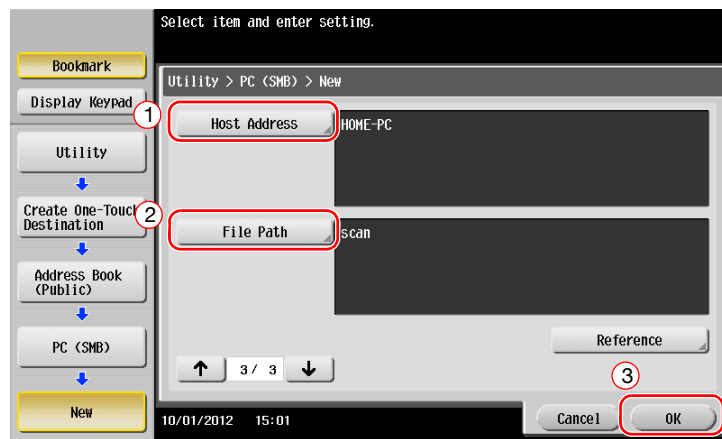 Select item and enter setting.
Bookmark
Display Keypad
Utility
Create One-Touch
Destination
Address Book
(Public)
PC (SMB)
New
Utility > PC (SMB) > New
1
Host Address
HOME-PC
2
File Path
scan
Reference
↑ 3/ 3 ↓
3
10/01/2012 15:01
Cancel
OK